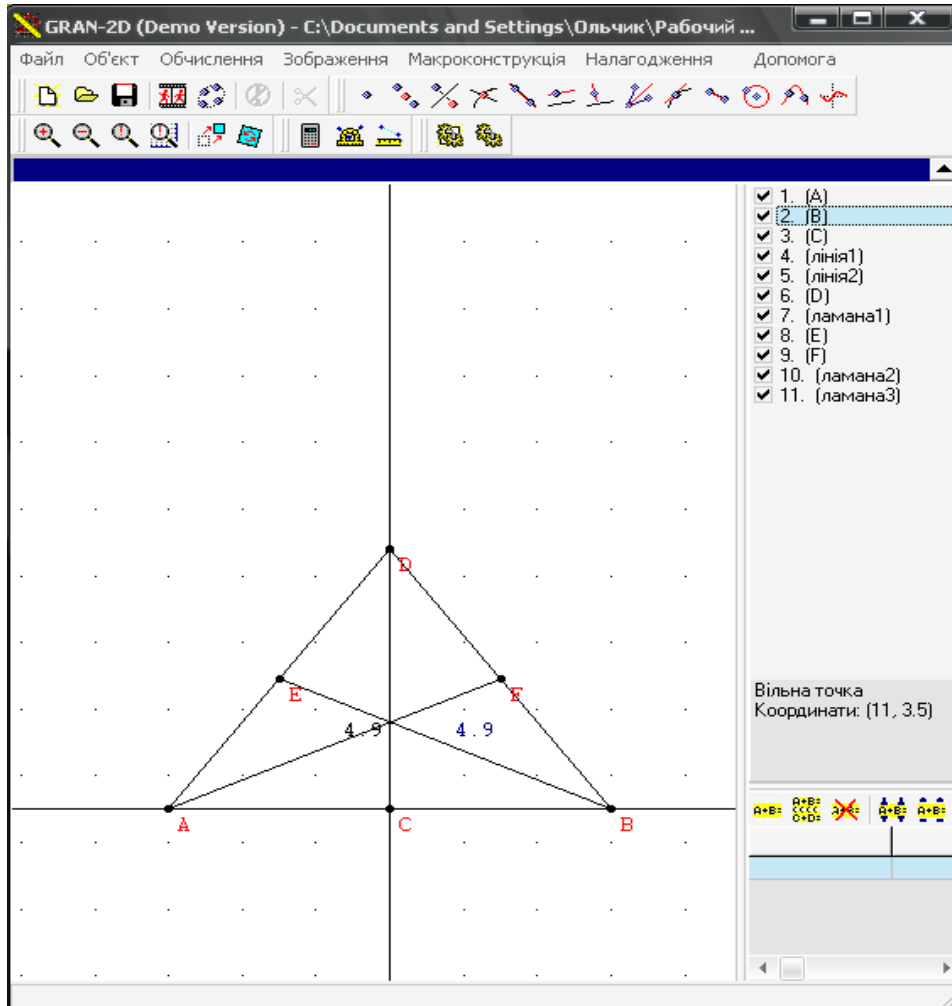 GRAN-2D (Demo Version) - C:\Documents and Settings\Ольчик\Рабочий ...
Файл Об'єкт Обчислення Зображення Макроконструкція Налагодження Допомога
1. (A)
2. (B)
3. (C)
4. (лінія1)
5. (лінія2)
6. (D)
7. (ламана1)
8. (E)
9. (F)
10. (ламана2)
11. (ламана3)
D
E
F
4.9
4.9
A
C
B
Вільна точка
Координати: (11, 3.5)
A+B=
A+B=
C+D=
A+B=
A+B=
A+B=